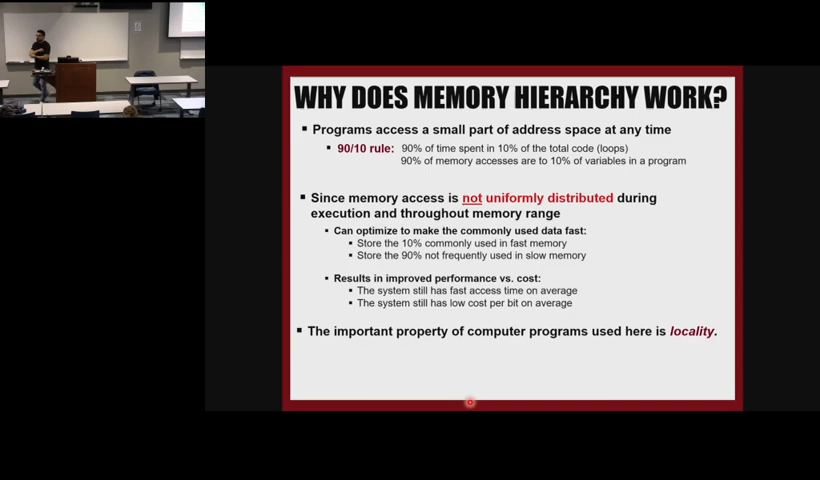 WHY DOES MEMORY HIERARCHY WORK?
▪ Programs access a small part of address space at any time
▪ 90/10 rule: 90% of time spent in 10% of the total code (loops)
90% of memory accesses are to 10% of variables in a program
▪ Since memory access is not uniformly distributed during
execution and throughout memory range
▪ Can optimize to make the commonly used data fast:
▪ Store the 10% commonly used in fast memory
▪ Store the 90% not frequently used in slow memory
▪ Results in improved performance vs. cost:
▪ The system still has fast access time on average
▪ The system still has low cost per bit on average
▪ The important property of computer programs used here is locality.